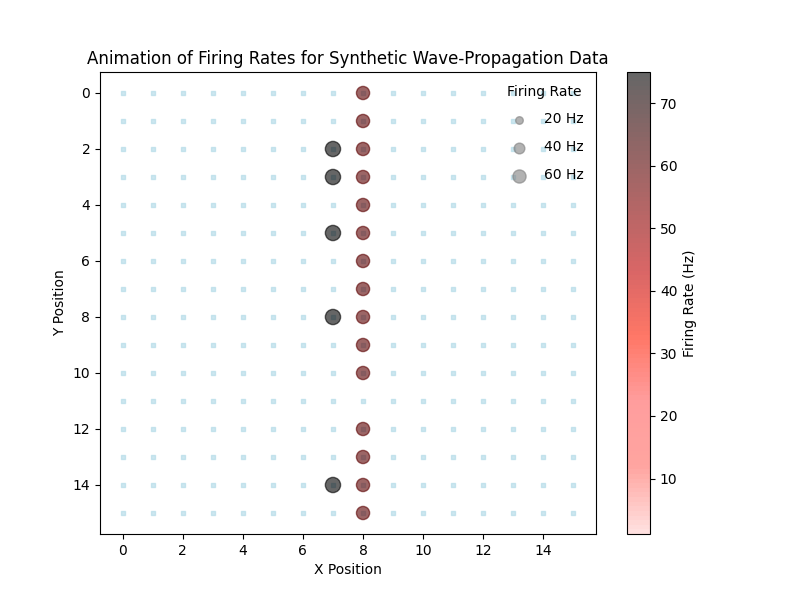 Animation of Firing Rates for Synthetic Wave-Propagation Data
Firing Rate
20 Hz
40 Hz
60 Hz
0
2
4
6
8
10
12
14
Y Position
0 2 4 6 8 10 12 14
X Position
70
60
50
40
30
20
10
Firing Rate (Hz)